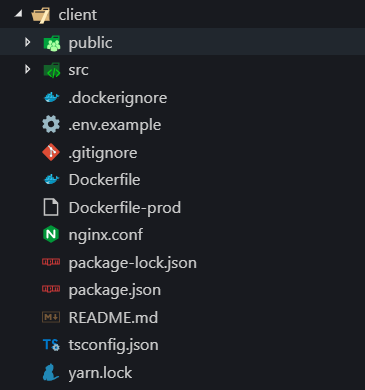 client
public
src
.dockerignore
.env.example
.gitignore
Dockerfile
Dockerfile-prod
nginx.conf
package-lock.json
package.json
README.md
tsconfig.json
yarn.lock